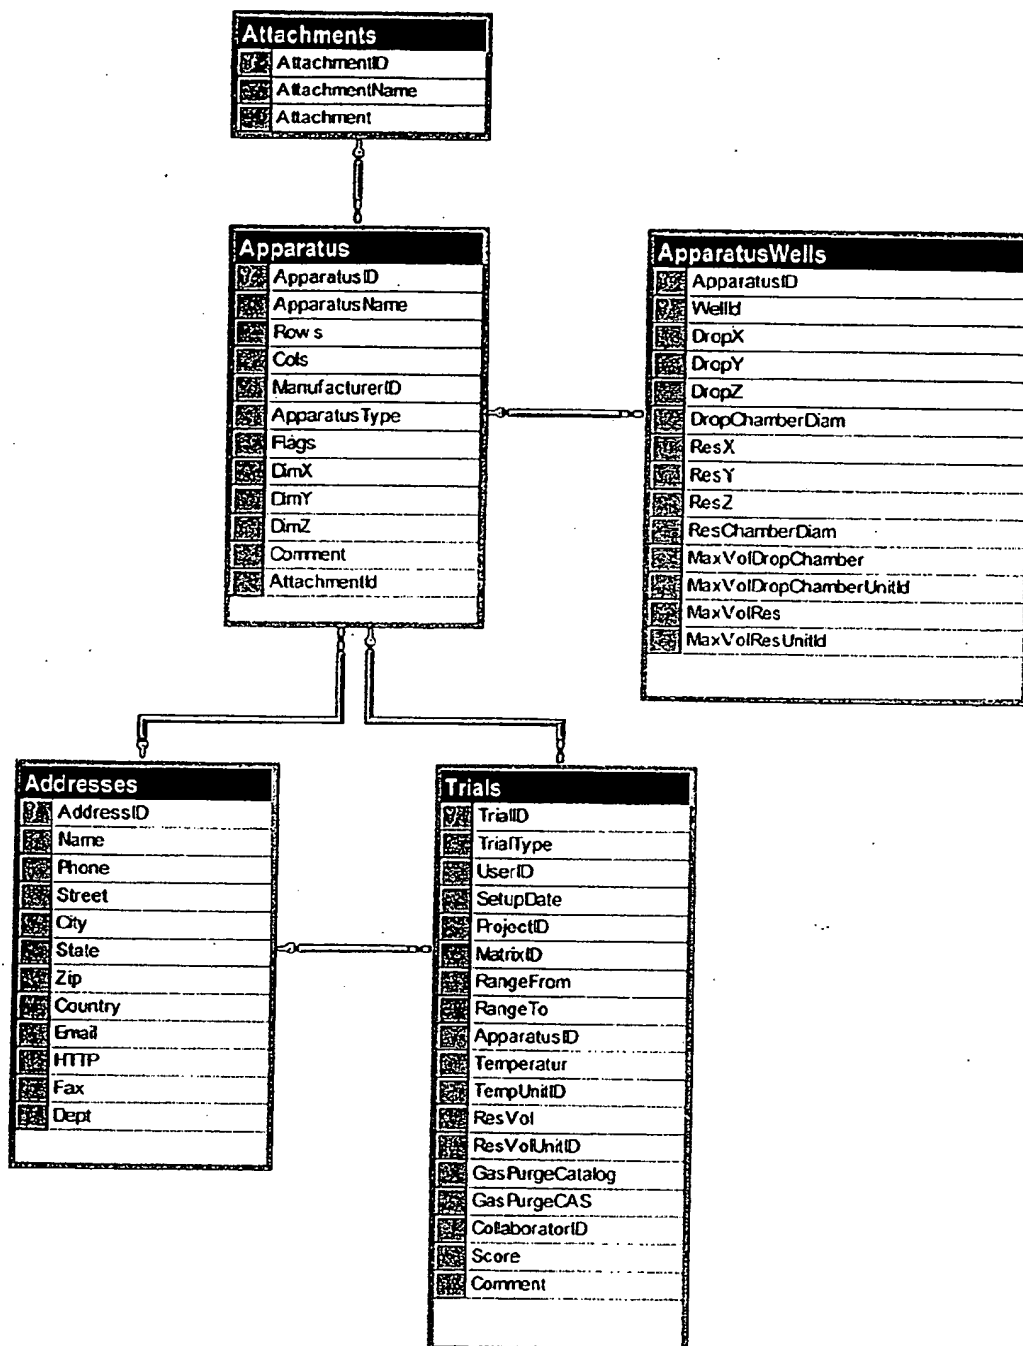 Attachments
AttachmentID
AttachmentName
Attachment
Apparatus
ApparatusID
ApparatusName
Rows
Cols
ManufacturerID
ApparatusType
Flags
DimX
DimY
DimZ
Comment
AttachmentId
ApparatusWells
ApparatusID
WellId
DropX
DropY
DropZ
DropChamberDiam
ResX
ResY
ResZ
ResChamberDiam
MaxVolDropChamber
MaxVolDropChamberUnitId
MaxVolRes
MaxVolResUnitId
Addresses
AddressID
Name
Phone
Street
City
State
Zip
Country
Email
HTTP
Fax
Dept
Trials
TrialID
TrialType
UserID
SetupDate
ProjectID
MatrixID
RangeFrom
RangeTo
ApparatusID
Temperatur
TempUnitID
ResVol
ResVolUnitID
GasPurgeCatalog
GasPurgeCAS
CollaboratorID
Score
Comment